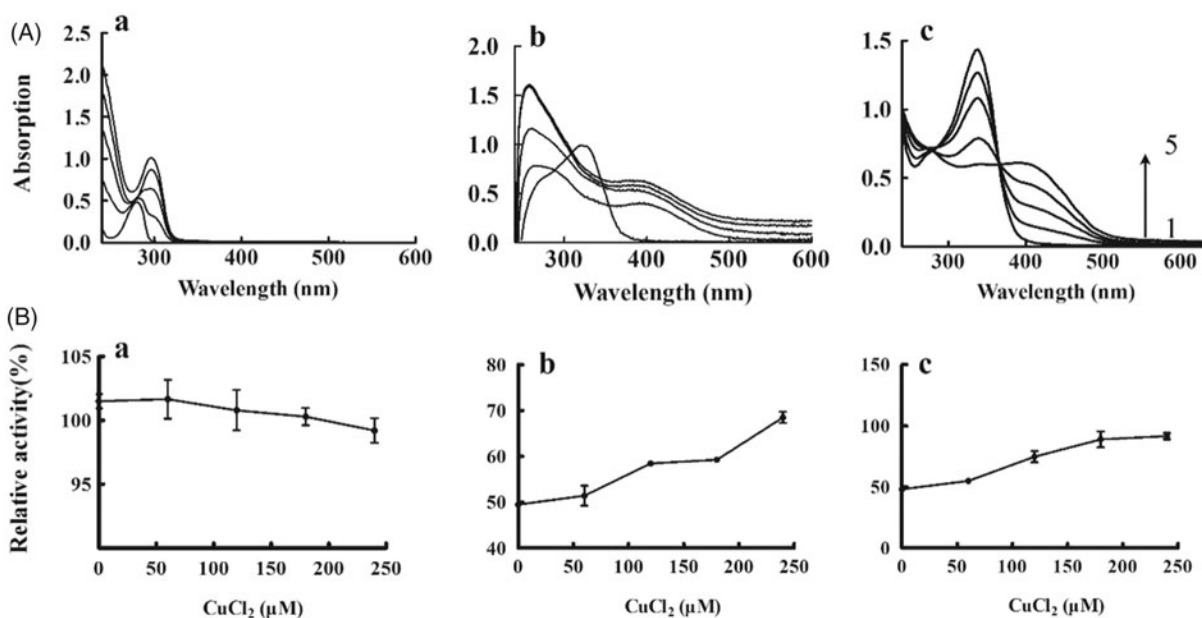 (A)
a
Absorption
2.5
2.0
1.5
1.0
0.5
0.0
300 400 500 600
Wavelength (nm)
b
2.0
1.5
1.0
0.5
0.0
300 350 400 450 500 550 600
Wavelength (nm)
c
1.5
1.0
0.5
0.0
5
1
300 400 500 600
Wavelength (nm)
(B)
a
Relative activity(%)
105
100
95
0 50 100 150 200 250
CuCl₂ (µM)
b
80
70
60
50
40
0 50 100 150 200 250
CuCl₂ (µM)
c
150
100
50
0
0 50 100 150 200 250
CuCl₂ (µM)